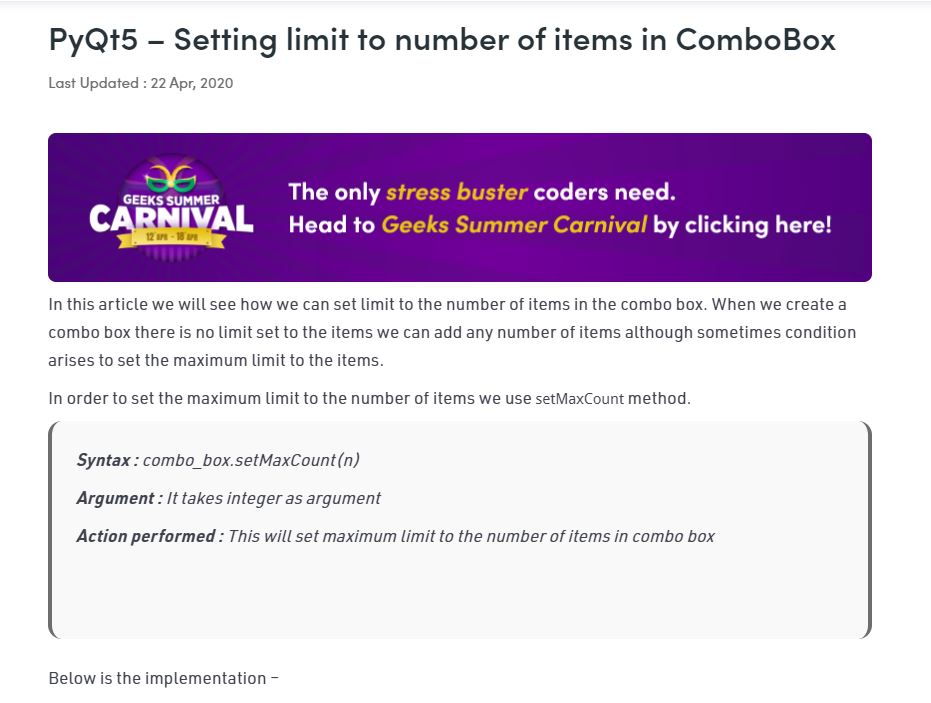 PyQt5 – Setting limit to number of items in ComboBox
Last Updated : 22 Apr, 2020
GEEKS SUMMER
CARNIVAL
12th APR - 18th APR
The only stress buster coders need.
Head to Geeks Summer Carnival by clicking here!
In this article we will see how we can set limit to the number of items in the combo box. When we create a
combo box there is no limit set to the items we can add any number of items although sometimes condition
arises to set the maximum limit to the items.
In order to set the maximum limit to the number of items we use setMaxCount method.
Syntax : combo_box.setMaxCount(n)
Argument : It takes integer as argument
Action performed : This will set maximum limit to the number of items in combo box
Below is the implementation –